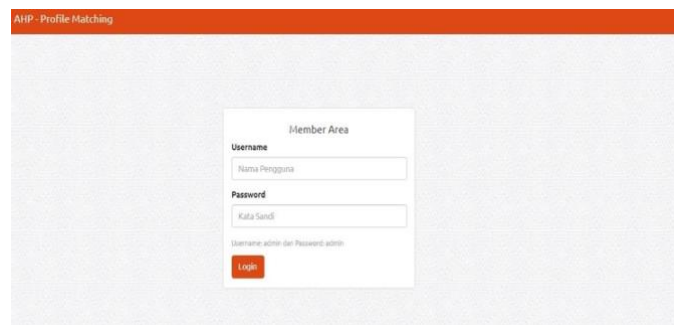 AHP - Profile Matching
Member Area
Username
Nama Pengguna
Password
Kata Sandi
Username: admin dan Password: admin
Login